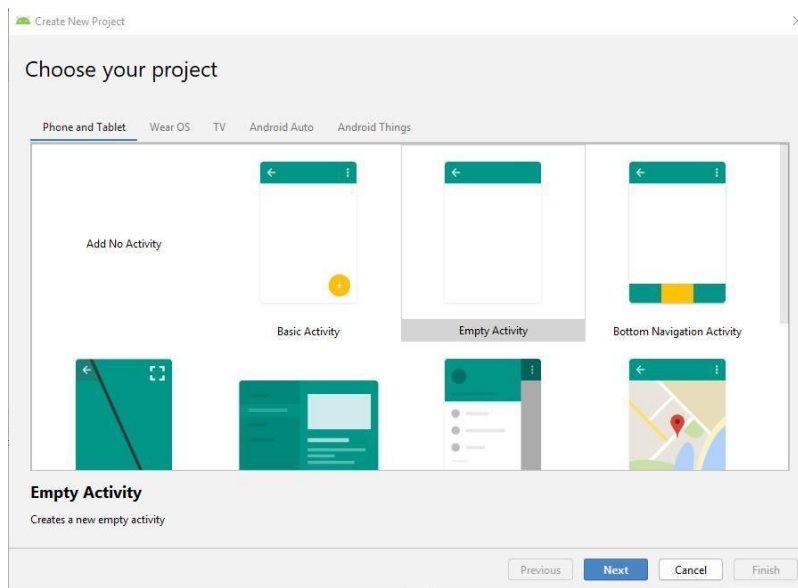 Create New Project
Choose your project
Phone and Tablet Wear OS TV Android Auto Android Things
Add No Activity
Basic Activity Empty Activity Bottom Navigation Activity
Empty Activity
Creates a new empty activity
Previous Next Cancel Finish